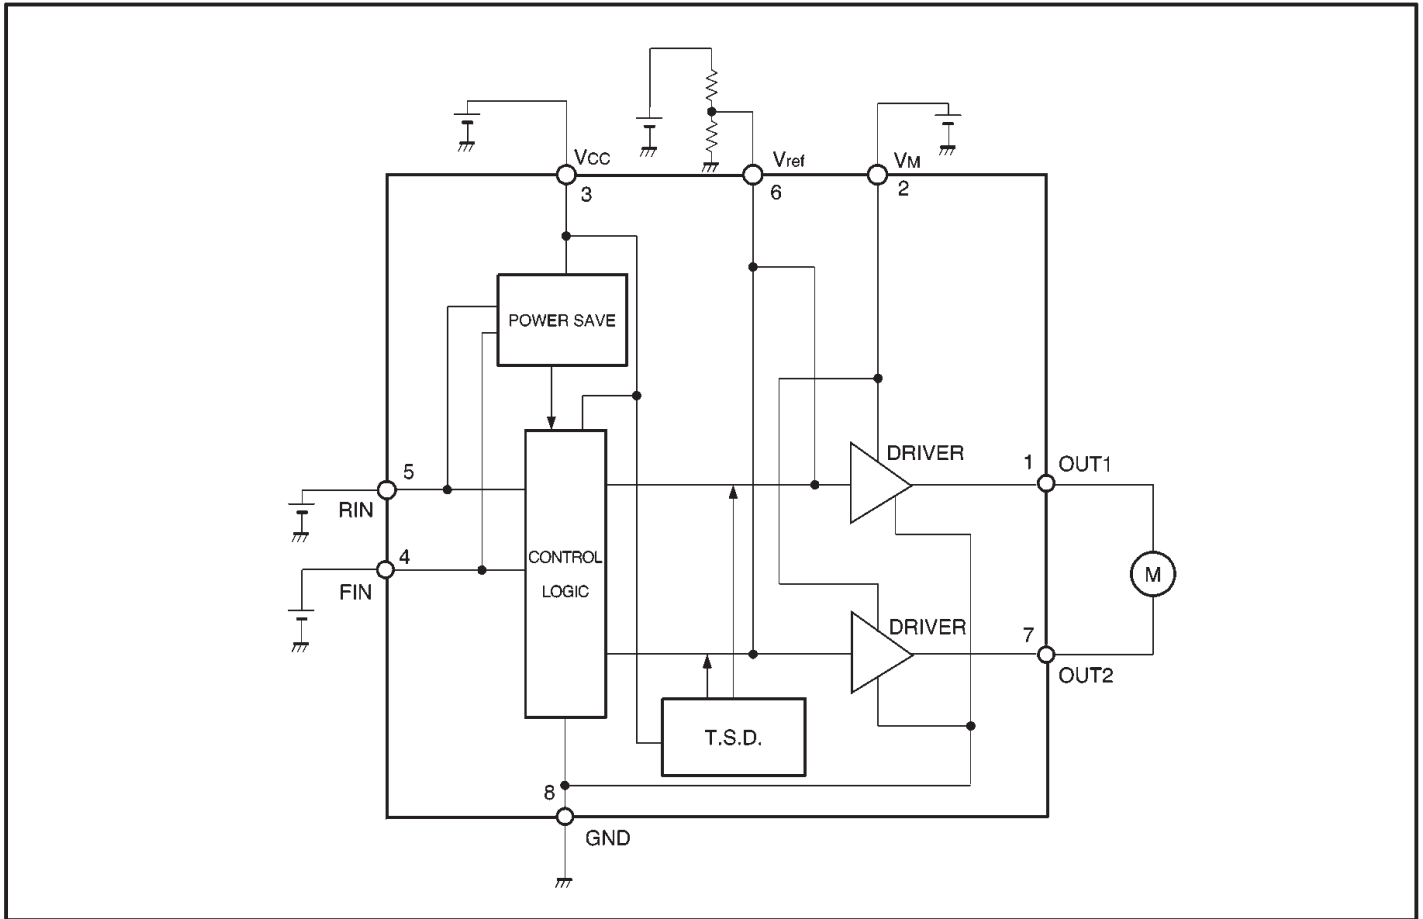 VCC
3
Vref
6
VM
2
POWER SAVE
5
RIN
4
FIN
CONTROL
LOGIC
DRIVER
1
OUT1
M
DRIVER
7
OUT2
T.S.D.
8
GND